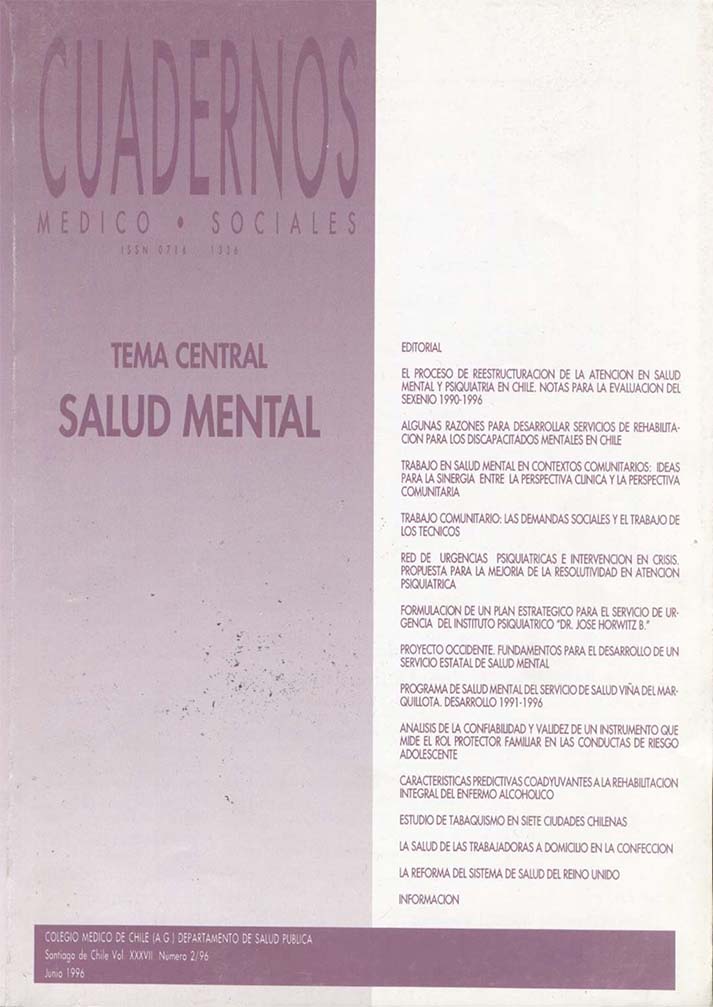 CUADERNOS
MEDICO • SOCIALES
ISSN 0716 1336
TEMA CENTRAL
SALUD MENTAL
EDITORIAL
EL PROCESO DE REESTRUCTURACION DE LA ATENCION EN SALUD
MENTAL Y PSIQUIATRIA EN CHILE. NOTAS PARA LA EVALUACION DEL
SEXENIO 1990-1996
ALGUNAS RAZONES PARA DESARROLLAR SERVICIOS DE REHABILITA-
CION PARA LOS DISCAPACITADOS MENTALES EN CHILE
TRABAJO EN SALUD MENTAL EN CONTEXTOS COMUNITARIOS: IDEAS
PARA LA SINERGIA ENTRE LA PERSPECTIVA CLINICA Y LA PERSPECTIVA
COMUNITARIA
TRABAJO COMUNITARIO: LAS DEMANDAS SOCIALES Y EL TRABAJO DE
LOS TECNICOS
RED DE URGENCIAS PSIQUIATRICAS E INTERVENCION EN CRISIS.
PROPUESTA PARA LA MEJORIA DE LA RESOLUTIVIDAD EN ATENCION
PSIQUIATRICA
FORMULACION DE UN PLAN ESTRATEGICO PARA EL SERVICIO DE UR-
GENCIA DEL INSTITUTO PSIQUIATRICO "DR. JOSE HORWITZ B."
PROYECTO OCCIDENTE. FUNDAMENTOS PARA EL DESARROLLO DE UN
SERVICIO ESTATAL DE SALUD MENTAL
PROGRAMA DE SALUD MENTAL DEL SERVICIO DE SALUD VIÑA DEL MAR-
QUILLOTA. DESARROLLO 1991-1996
ANALISIS DE LA CONFIABILIDAD Y VALIDEZ DE UN INSTRUMENTO QUE
MIDE EL ROL PROTECTOR FAMILIAR EN LAS CONDUCTAS DE RIESGO
ADOLESCENTE
CARACTERISTICAS PREDICTIVAS COADYUVANTES A LA REHABILITACION
INTEGRAL DEL ENFERMO ALCOHOLICO
ESTUDIO DE TABAQUISMO EN SIETE CIUDADES CHILENAS
LA SALUD DE LAS TRABAJADORAS A DOMICILIO EN LA CONFECCION
LA REFORMA DEL SISTEMA DE SALUD DEL REINO UNIDO
INFORMACION
COLEGIO MEDICO DE CHILE (A G ) DEPARTAMENTO DE SALUD PUBLICA
Santiago de Chile Vol. XXXVII Numero 2/96
Junio 1996